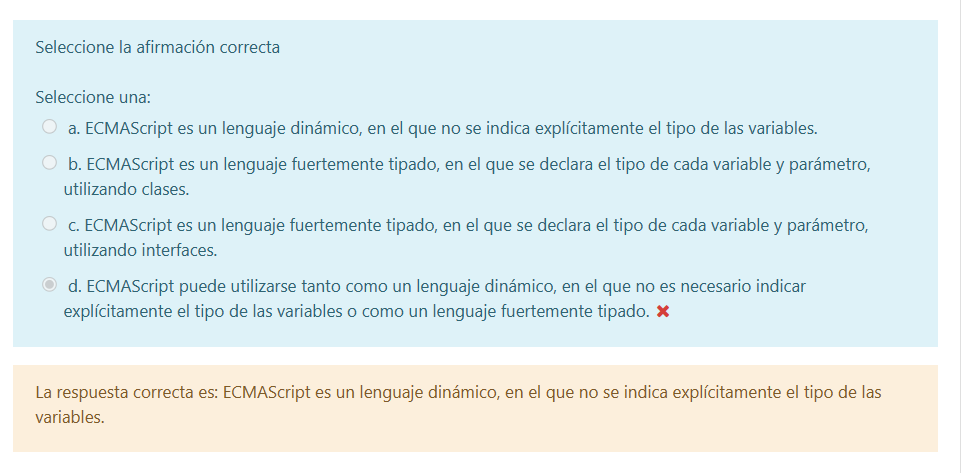 Seleccione la afirmación correcta
Seleccione una:
a. ECMAScript es un lenguaje dinámico, en el que no se indica explícitamente el tipo de las variables.
b. ECMAScript es un lenguaje fuertemente tipado, en el que se declara el tipo de cada variable y parámetro,
utilizando clases.
c. ECMAScript es un lenguaje fuertemente tipado, en el que se declara el tipo de cada variable y parámetro,
utilizando interfaces.
d. ECMAScript puede utilizarse tanto como un lenguaje dinámico, en el que no es necesario indicar
explícitamente el tipo de las variables o como un lenguaje fuertemente tipado.
La respuesta correcta es: ECMAScript es un lenguaje dinámico, en el que no se indica explícitamente el tipo de las
variables.